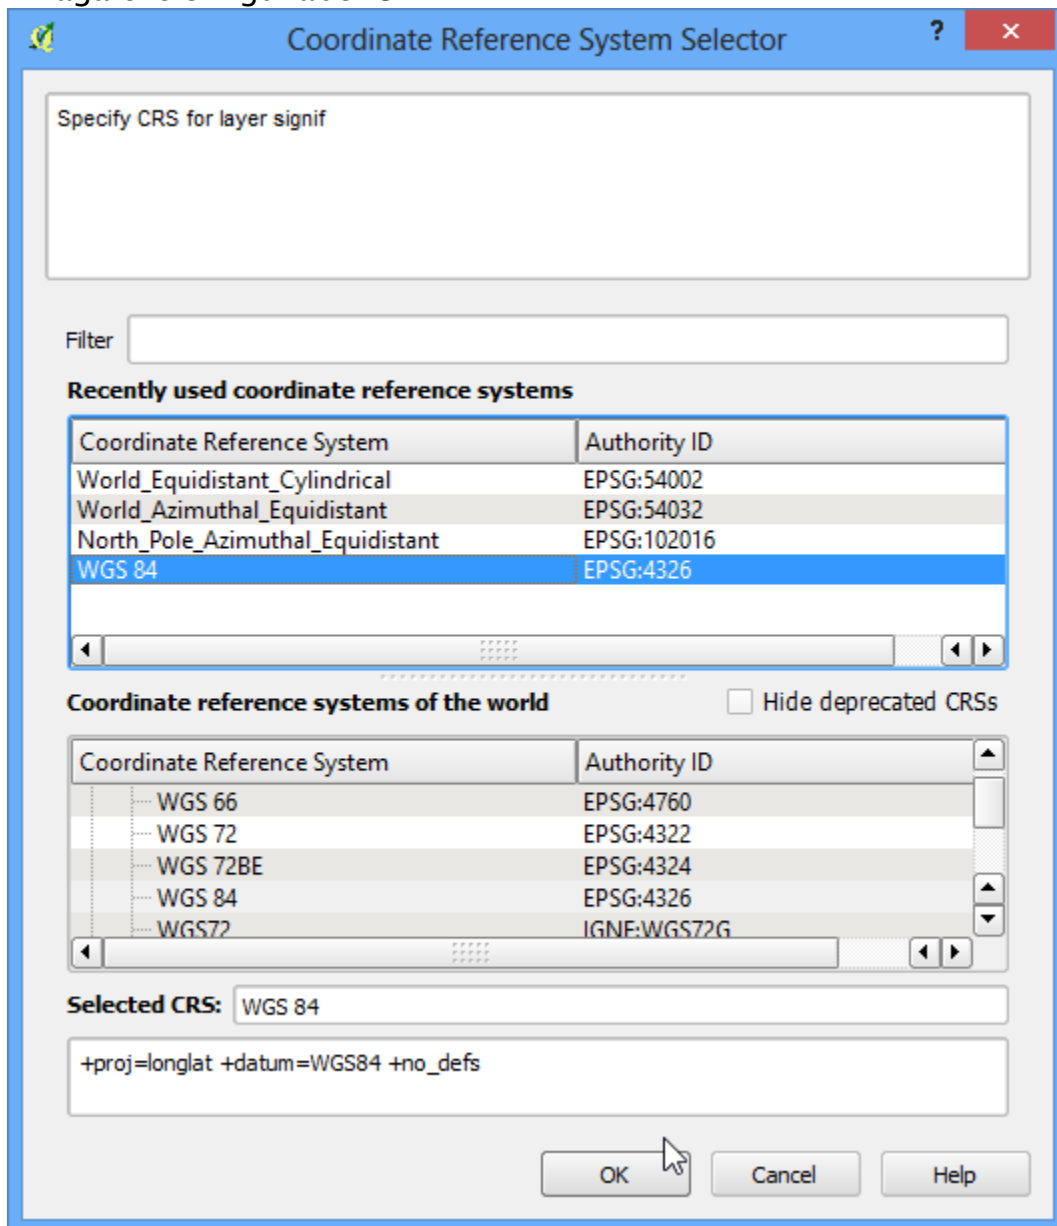 Coordinate Reference System Selector ?
Specify CRS for layer signif
Filter
Recently used coordinate reference systems
Coordinate Reference System Authority ID
World_Equidistant_Cylindrical EPSG:54002
World_Azimuthal_Equidistant EPSG:54032
North_Pole_Azimuthal_Equidistant EPSG:102016
WGS 84 EPSG:4326
Coordinate reference systems of the world Hide deprecated CRSs
Coordinate Reference System Authority ID
WGS 66 EPSG:4760
WGS 72 EPSG:4322
WGS 72BE EPSG:4324
WGS 84 EPSG:4326
WGS72 IGNF:WGS72G
Selected CRS: WGS 84
+proj=longlat +datum=WGS84 +no_defs
OK Cancel Help